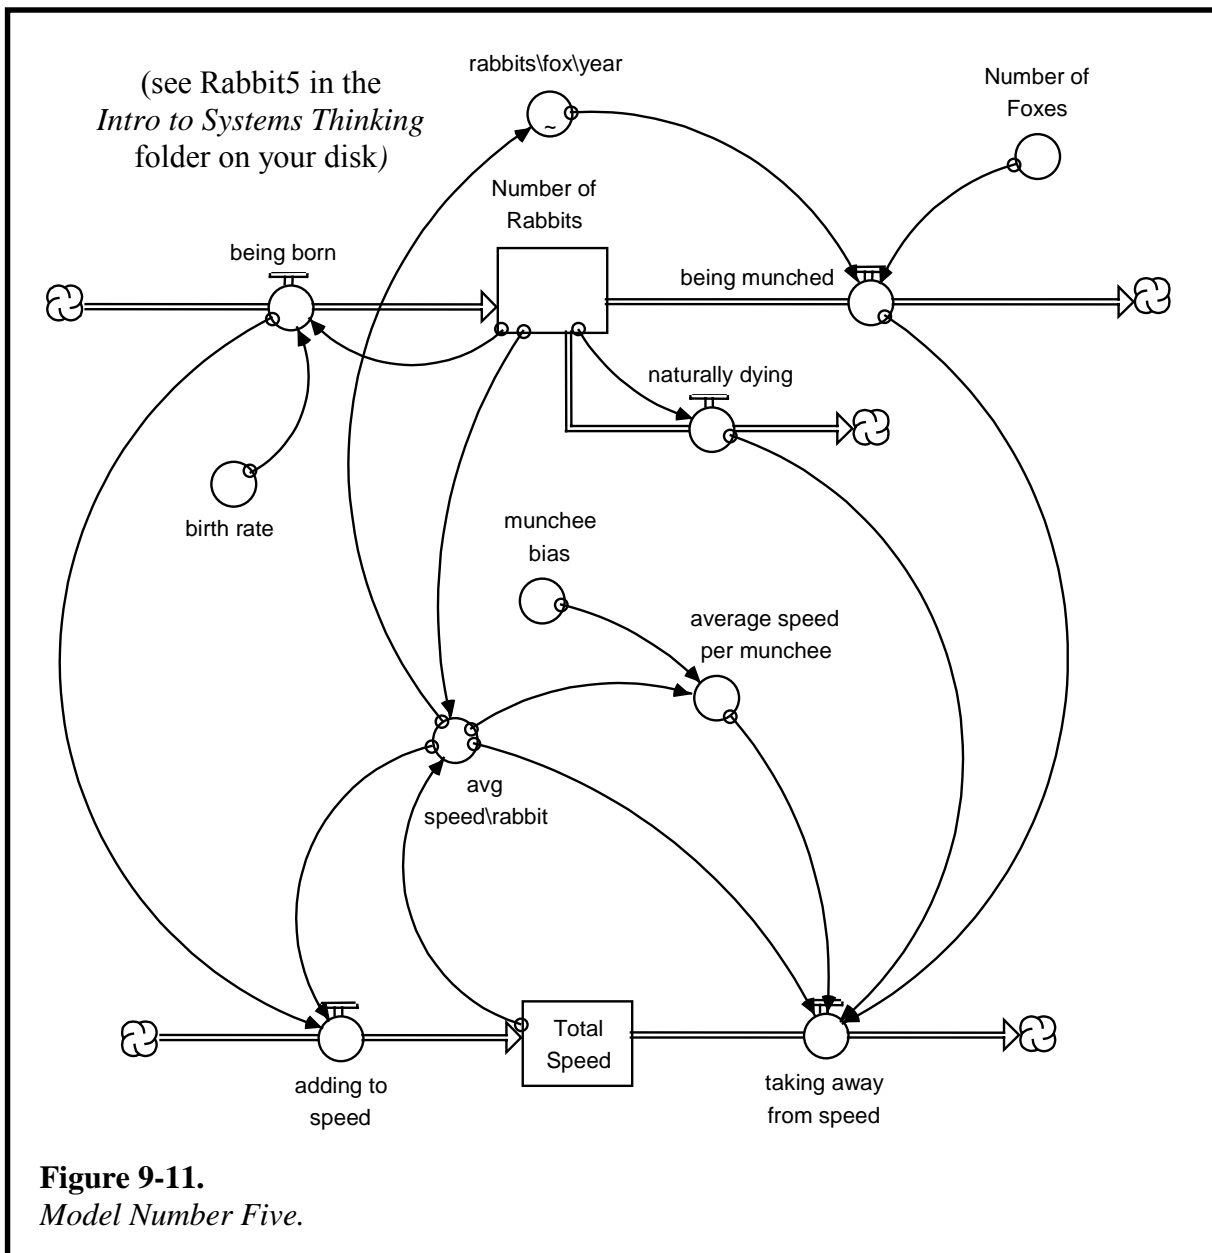 (see Rabbit5 in the
Intro to Systems Thinking
folder on your disk)
rabbits\fox\year
~
Number of
Foxes
Number of
Rabbits
being born
being munched
naturally dying
birth rate
munchee
bias
average speed
per munchee
avg
speed\rabbit
Total
Speed
adding to
speed
taking away
from speed
Figure 9-11.
Model Number Five.